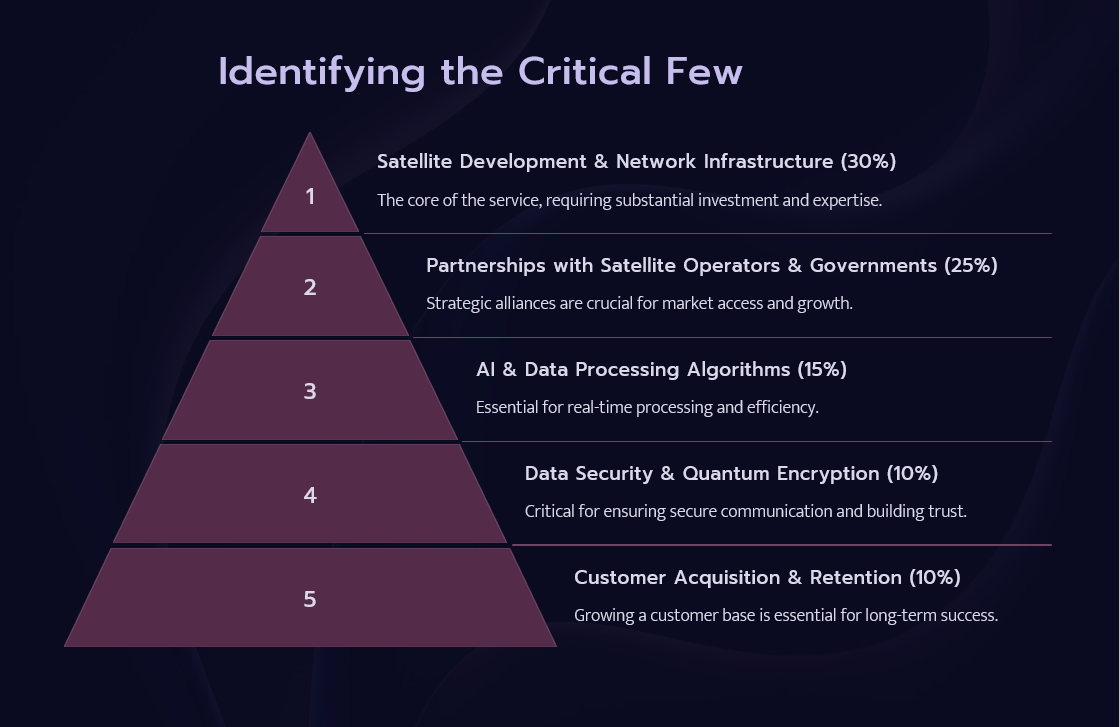 Identifying the Critical Few
1
Satellite Development & Network Infrastructure (30%)
The core of the service, requiring substantial investment and expertise.
2
Partnerships with Satellite Operators & Governments (25%)
Strategic alliances are crucial for market access and growth.
3
AI & Data Processing Algorithms (15%)
Essential for real-time processing and efficiency.
4
Data Security & Quantum Encryption (10%)
Critical for ensuring secure communication and building trust.
5
Customer Acquisition & Retention (10%)
Growing a customer base is essential for long-term success.